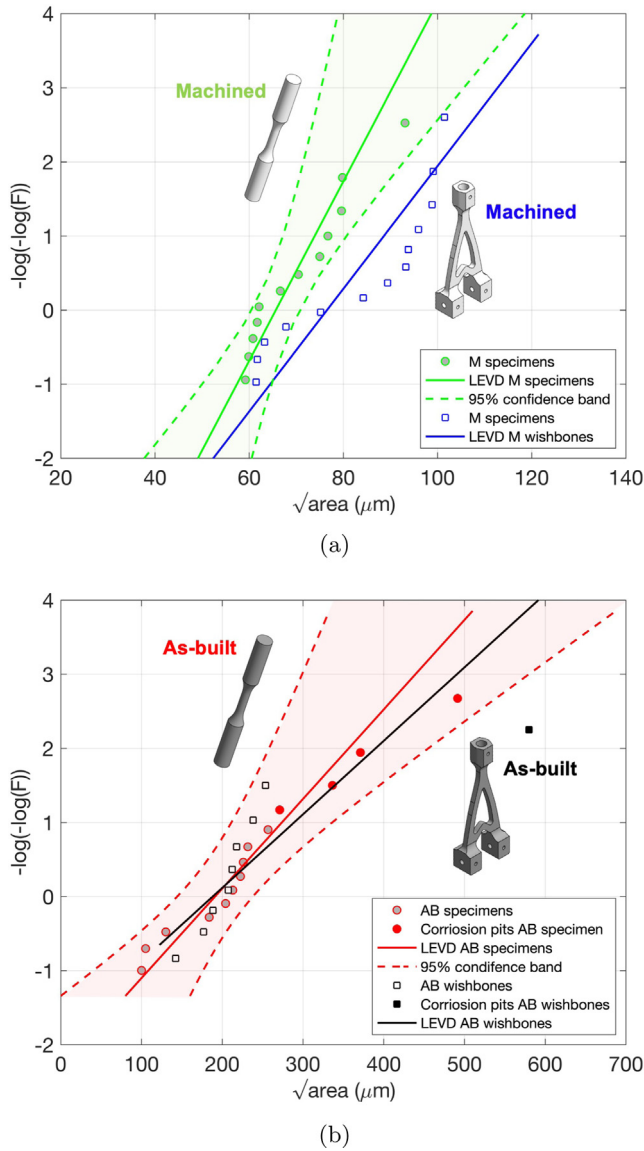 4
3
2
1
0
-1
-2
-log(-log(F))
Machined
Machined
M specimens
LEVD M specimens
95% confidence band
M specimens
LEVD M wishbones
20 40 60 80 100 120 140
√area (μm)
(a)
4
3
2
1
0
-1
-2
-log(-log(F))
As-built
As-built
AB specimens
Corriosion pits AB specimen
LEVD AB specimens
95% condifence band
AB wishbones
Corriosion pits AB wishbones
LEVD AB wishbones
0 100 200 300 400 500 600 700
√area (μm)
(b)